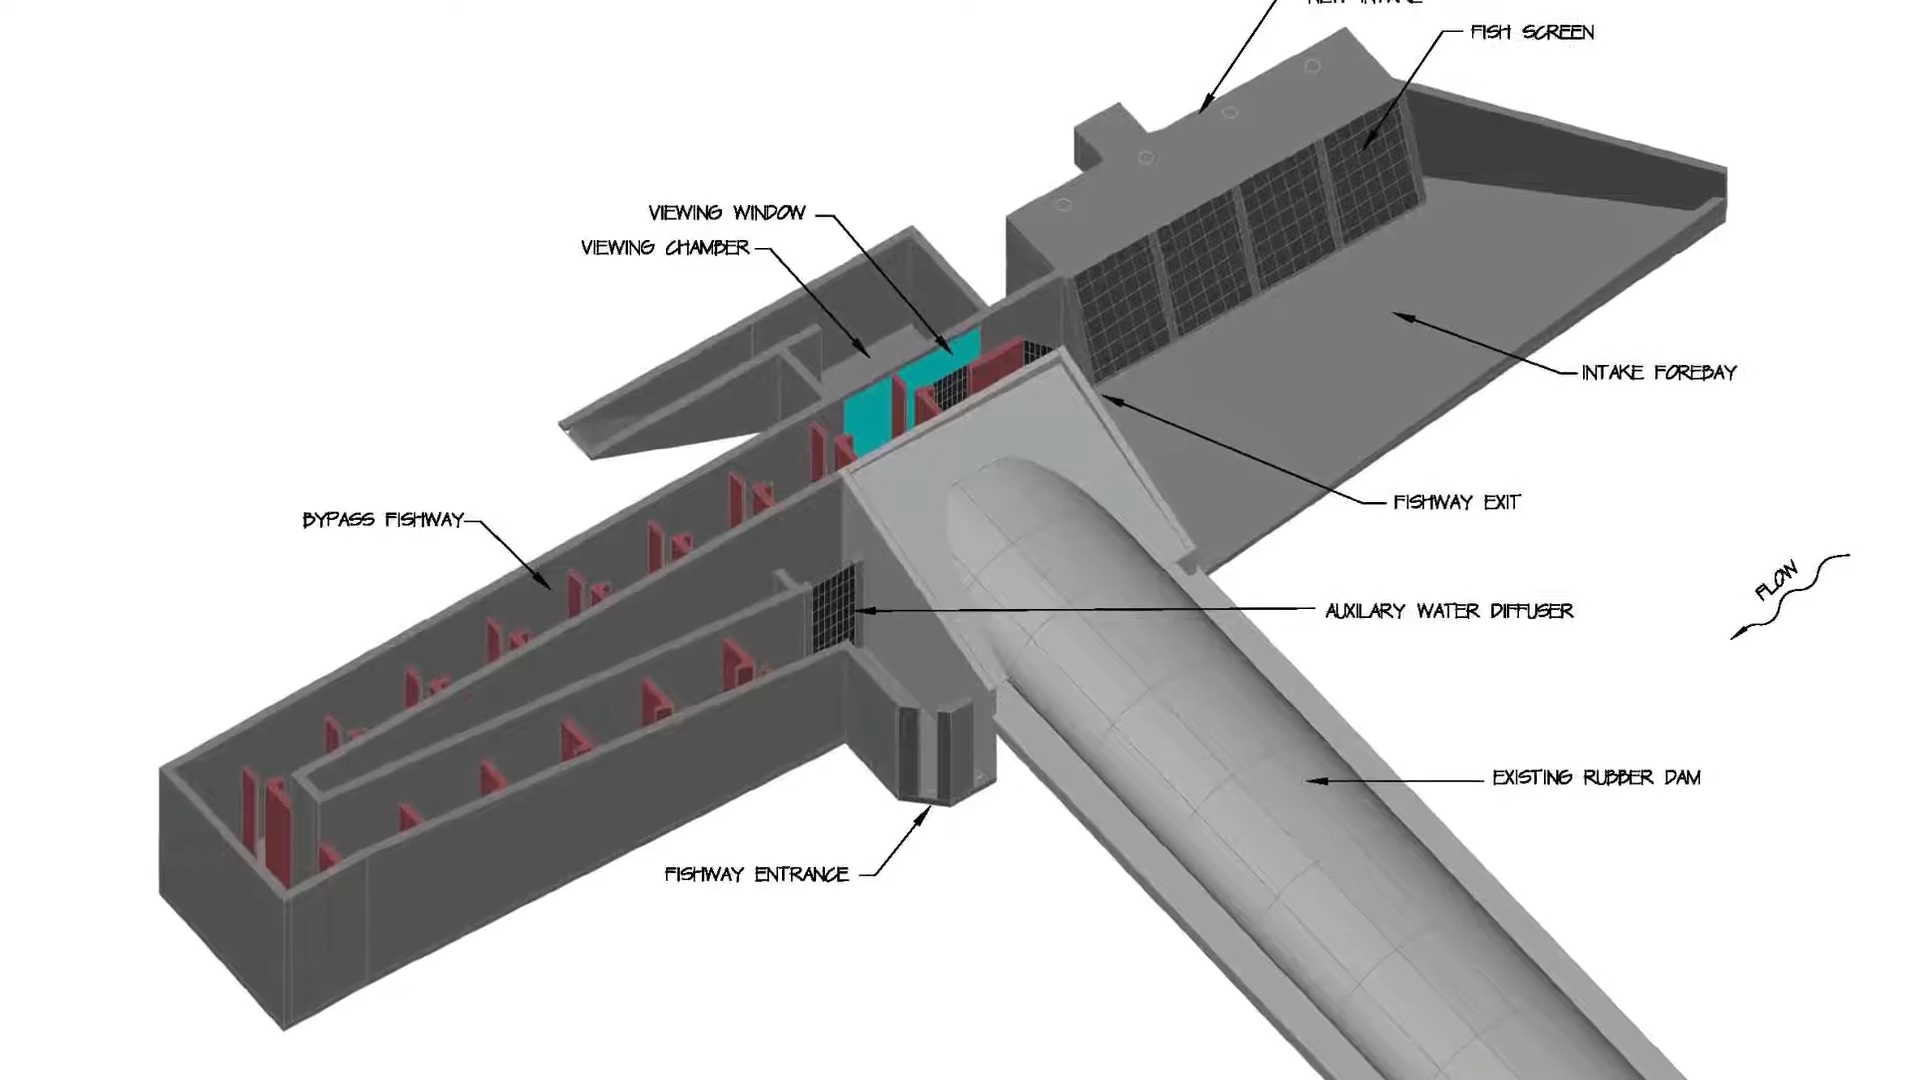 FISH SCREEN
VIEWING WINDOW
VIEWING CHAMBER
INTAKE FOREBAY
FISHWAY EXIT
BYPASS FISHWAY
FLOW
AUXILARY WATER DIFFUSER
EXISTING RUBBER DAM
FISHWAY ENTRANCE